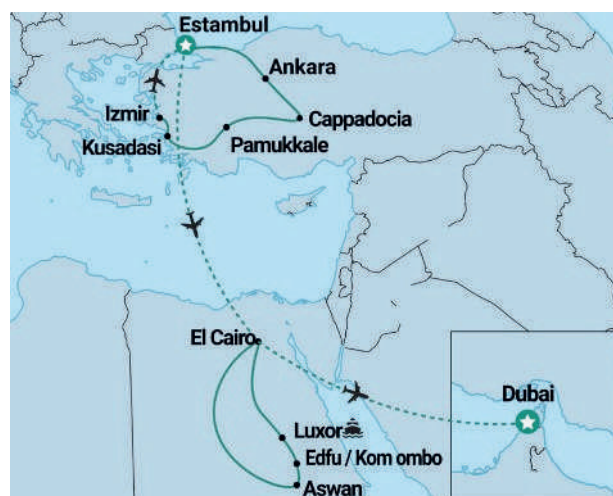 Estambul
Ankara
Izmir
Cappadocia
Kusadasi
Pamukkale
El Cairo
Dubai
Luxor
Edfu / Kom ombo
Aswan